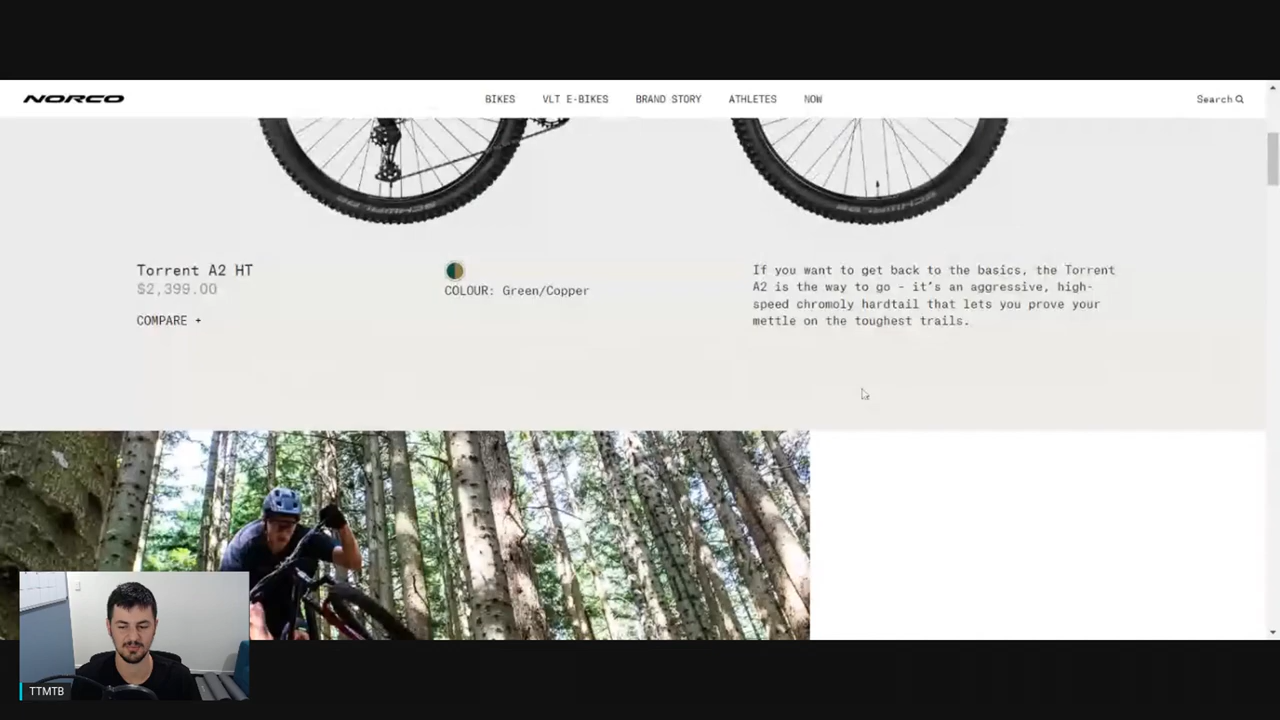 NORCO
BIKES
VLT E-BIKES
BRAND STORY
ATHLETES
NOW
Search
Torrent A2 HT
$2,399.00
COMPARE +
COLOUR: Green/Copper
If you want to get back to the basics, the Torrent
A2 is the way to go - it's an aggressive, high-
speed chromoly hardtail that lets you prove your
mettle on the toughest trails.
TTMTB